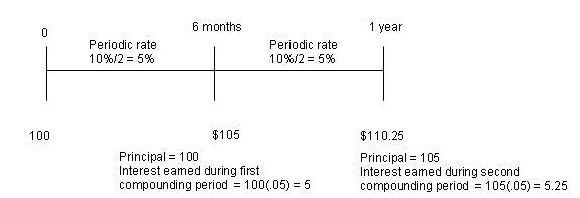 0
6 months
1 year
Periodic rate
10%/2 = 5%
Periodic rate
10%/2 = 5%
100
$105
$110.25
Principal = 100
Interest earned during first
compounding period = 100(.05) = 5
Principal = 105
Interest earned during second
compounding period = 105(.05) = 5.25